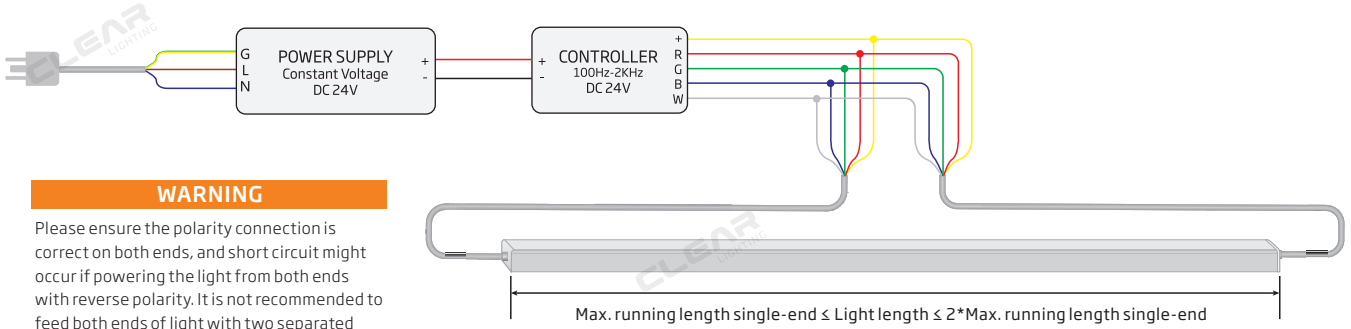 CLEAR
LIGHTING
G
L
N
POWER SUPPLY
Constant Voltage
DC 24V
+
-
+
-
CONTROLLER
100Hz-2KHz
DC 24V
+
R
G
B
W
WARNING
Please ensure the polarity connection is
correct on both ends, and short circuit might
occur if powering the light from both ends
with reverse polarity. It is not recommended to
feed both ends of light with two separated
CLEAR
LIGHTING
Max. running length single-end ≤ Light length ≤ 2*Max. running length single-end